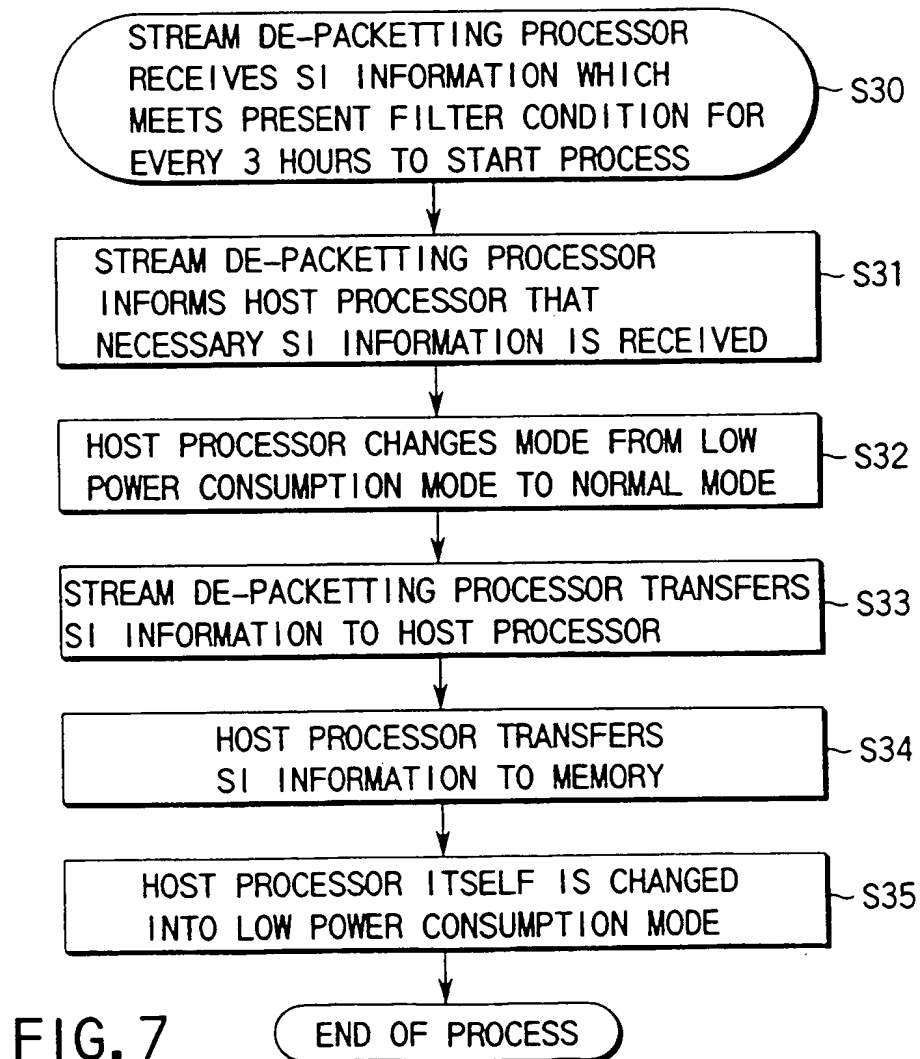 STREAM DE-PACKETTING PROCESSOR
RECEIVES SI INFORMATION WHICH
MEETS PRESENT FILTER CONDITION FOR
EVERY 3 HOURS TO START PROCESS
S30
STREAM DE-PACKETTING PROCESSOR
INFORMS HOST PROCESSOR THAT
NECESSARY SI INFORMATION IS RECEIVED
S31
HOST PROCESSOR CHANGES MODE FROM LOW
POWER CONSUMPTION MODE TO NORMAL MODE
S32
STREAM DE-PACKETTING PROCESSOR TRANSFERS
SI INFORMATION TO HOST PROCESSOR
S33
HOST PROCESSOR TRANSFERS
SI INFORMATION TO MEMORY
S34
HOST PROCESSOR ITSELF IS CHANGED
INTO LOW POWER CONSUMPTION MODE
S35
END OF PROCESS
FIG. 7